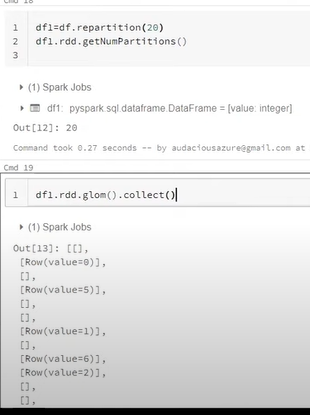 Cmd 18
1 df1=df.repartition(20)
2 df1.rdd.getNumPartitions()
3
(1) Spark Jobs
df1: pyspark.sql.dataframe.DataFrame = [value: integer]
Out[12]: 20
Command took 0.27 seconds -- by audaciousazure@gmail.com at
Cmd 19
1 df1.rdd.glom().collect()
(1) Spark Jobs
Out[13]: [[],
[Row(value=0)],
[],
[Row(value=5)],
[],
[],
[Row(value=1)],
[],
[Row(value=6)],
[Row(value=2)],
[],
[],